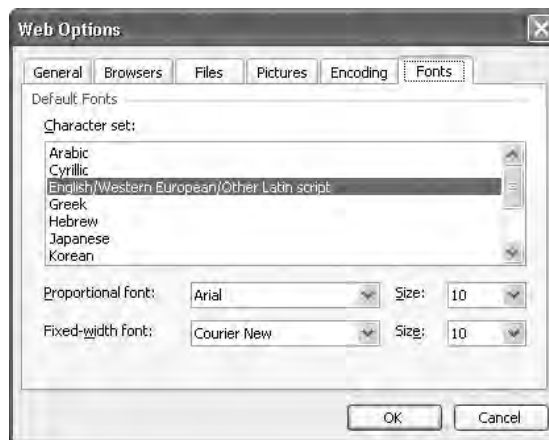 Web Options
General Browsers Files Pictures Encoding Fonts
Default Fonts
Character set:
Arabic
Cyrillic
English/Western European/Other Latin script
Greek
Hebrew
Japanese
Korean
Proportional font: Arial Size: 10
Fixed-width font: Courier New Size: 10
OK Cancel